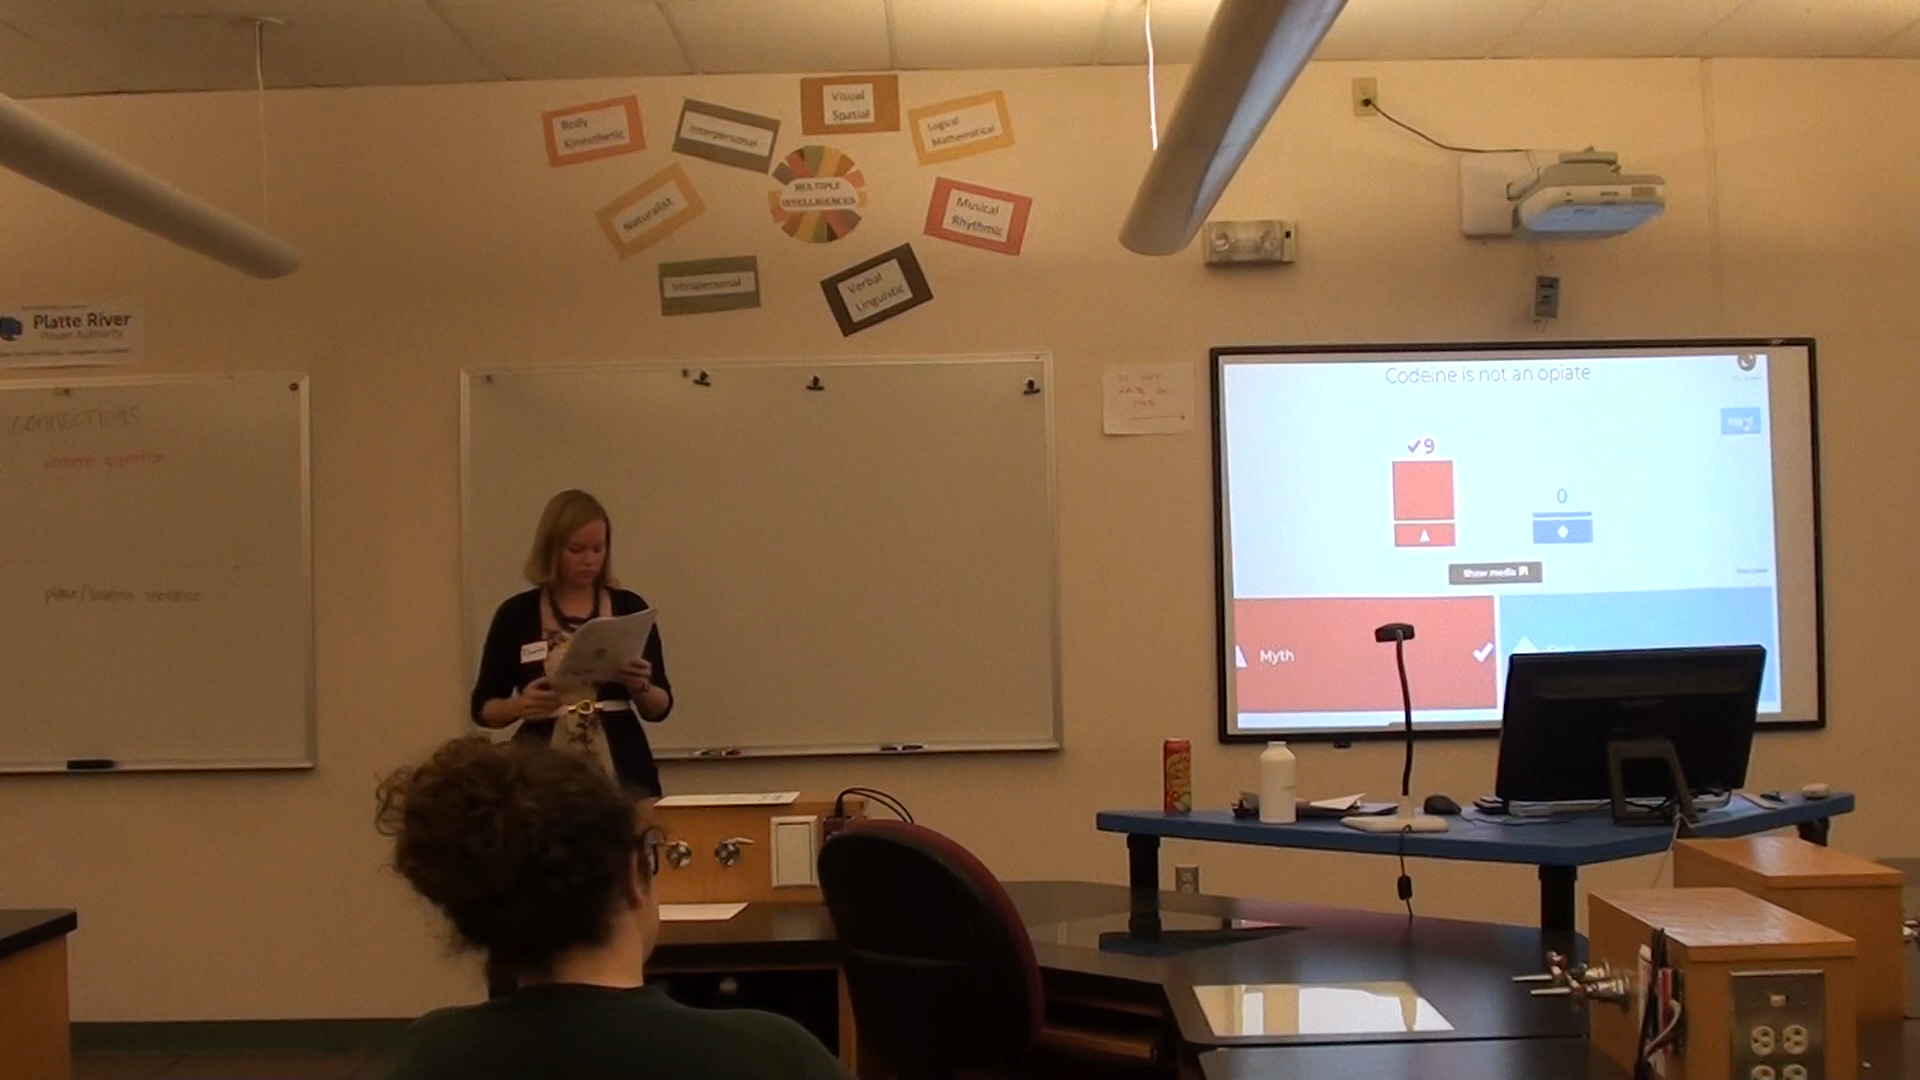 Visual
Spatial
Body
Kinesthetic
Interpersonal
Logical
Mathematical
Naturalist
MULTIPLE
INTELLIGENCES
Musical
Rhythmic
Intrapersonal
Verbal
Linguistic
Platte River
Power Authority
CONNECTIONS
Codeine is not an opiate
9
0
Show media
Myth